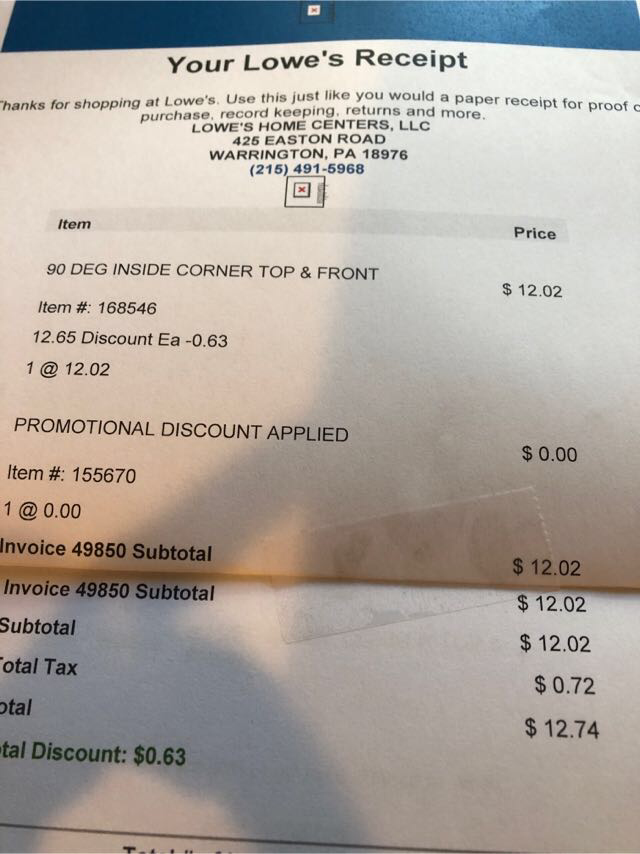 Your Lowe's Receipt
Thanks for shopping at Lowe's. Use this just like you would a paper receipt for proof
purchase, record keeping, returns and more.
LOWE'S HOME CENTERS, LLC
425 EASTON ROAD
WARRINGTON, PA 18976
(215) 491-5968
Item Price
90 DEG INSIDE CORNER TOP & FRONT $ 12.02
Item #: 168546
12.65 Discount Ea -0.63
1 @ 12.02
PROMOTIONAL DISCOUNT APPLIED $ 0.00
Item #: 155670
1 @ 0.00
Invoice 49850 Subtotal $ 12.02
Invoice 49850 Subtotal $ 12.02
Subtotal $ 12.02
otal Tax $ 0.72
otal $ 12.74
tal Discount: $0.63